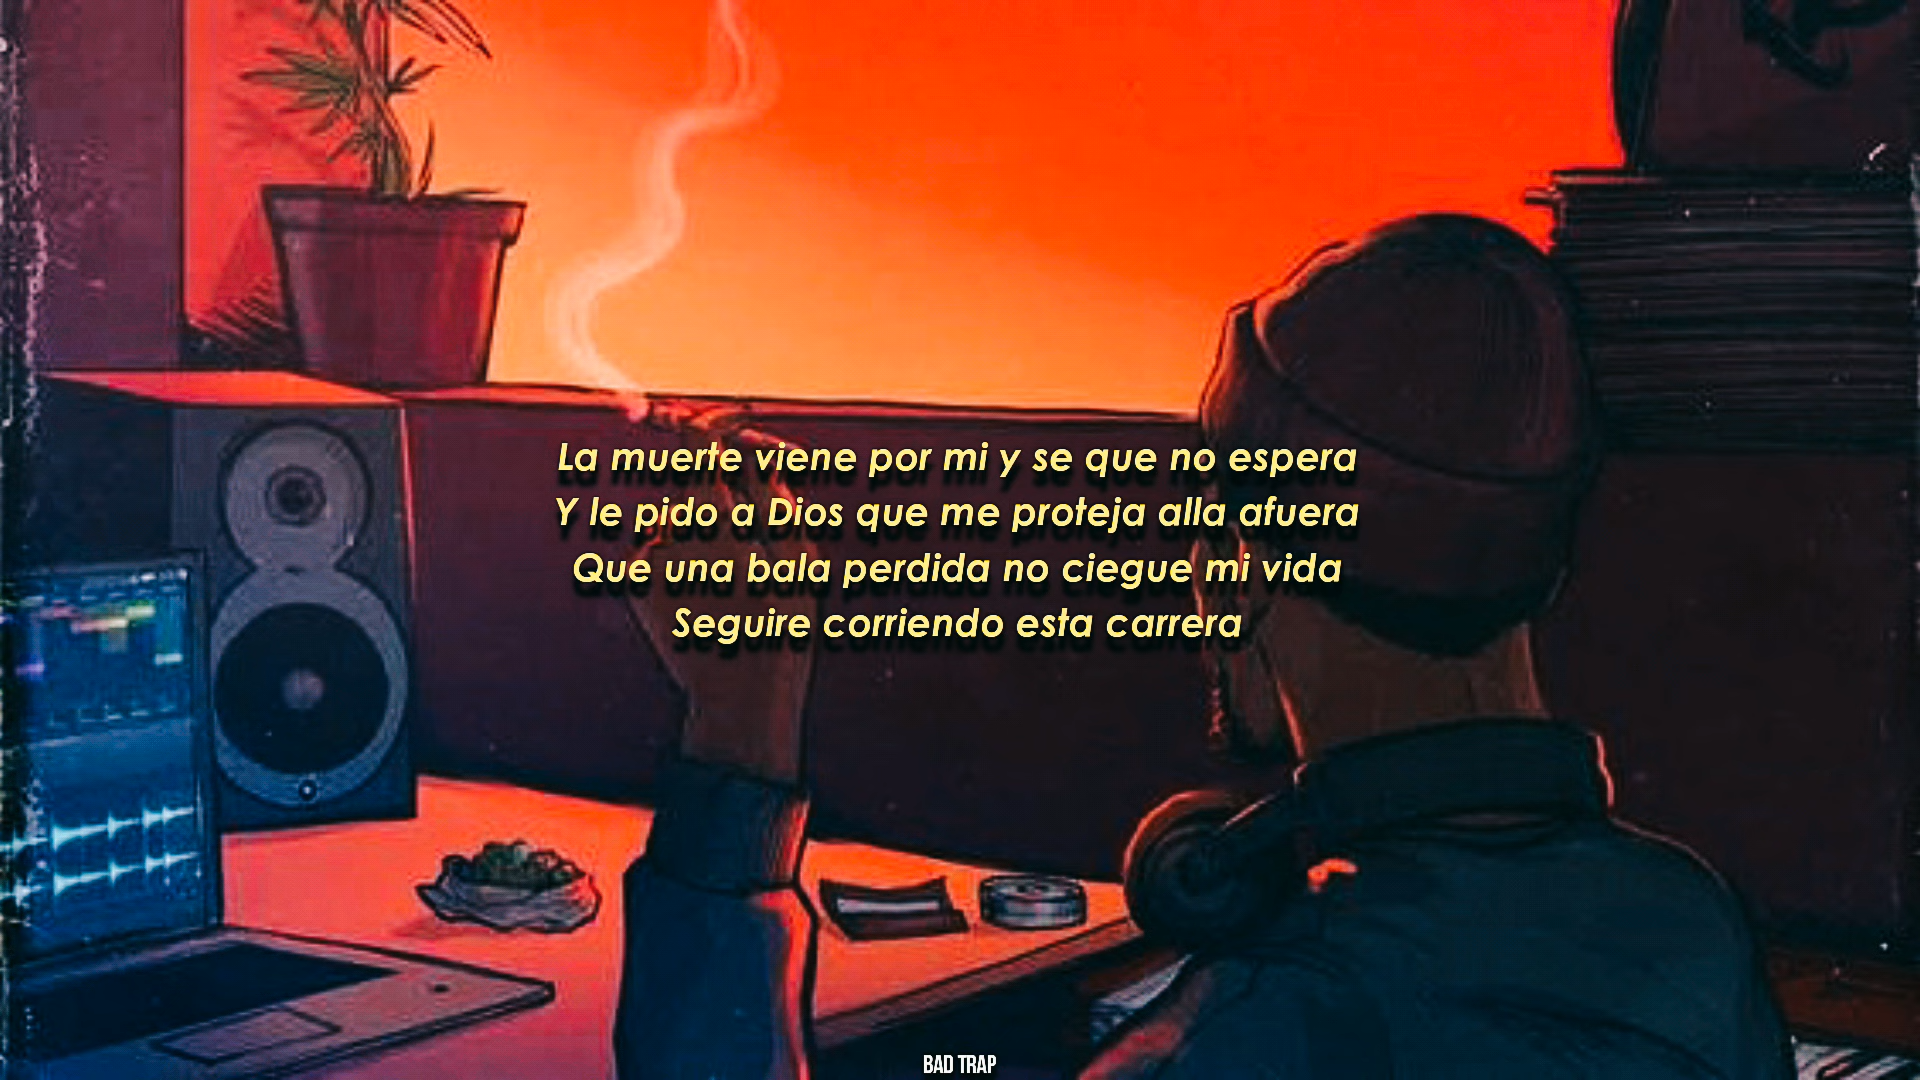 La muerte viene por mi y se que no espera
Y le pido a Dios que me proteja alla afuera
Que una bala perdida no ciegue mi vida
Seguire corriendo esta carrera
BAD TRAP